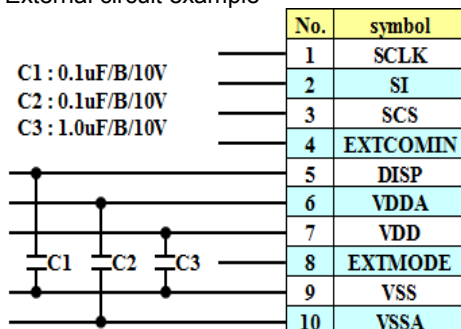 External circuit example
No. symbol
1 SCLK
2 SI
3 SCS
4 EXTCOMIN
5 DISP
6 VDDA
7 VDD
8 EXTMODE
9 VSS
10 VSSA
C1 : 0.1uF/B/10V
C2 : 0.1uF/B/10V
C3 : 1.0uF/B/10V
C1 C2 C3